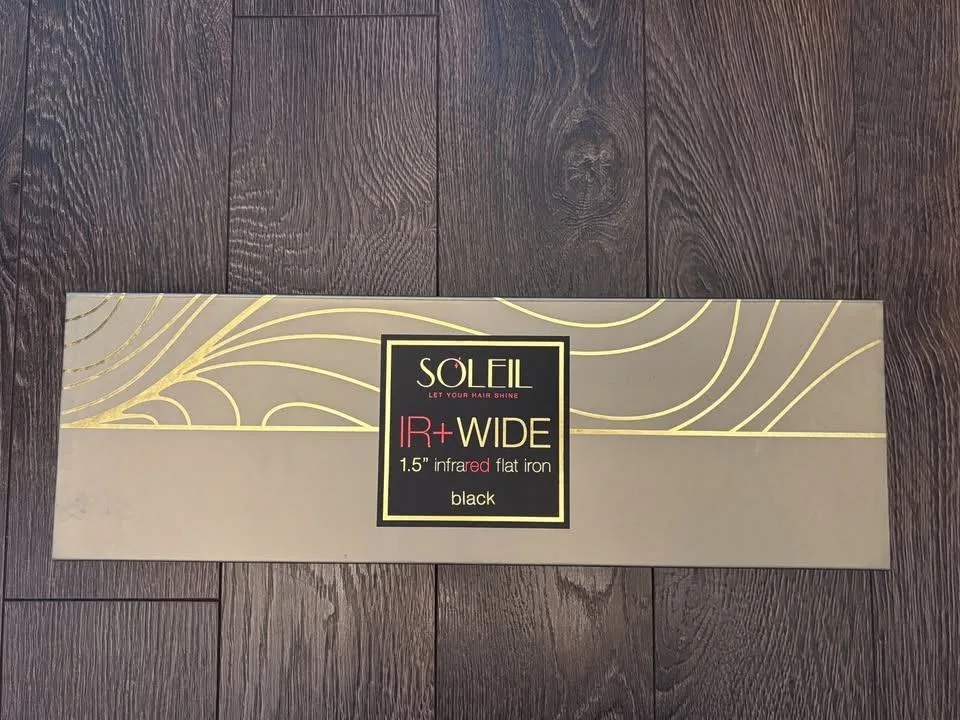 SOLEIL
LET YOUR HAIR SHINE
IR+WIDE
1.5” infrared flat iron
black